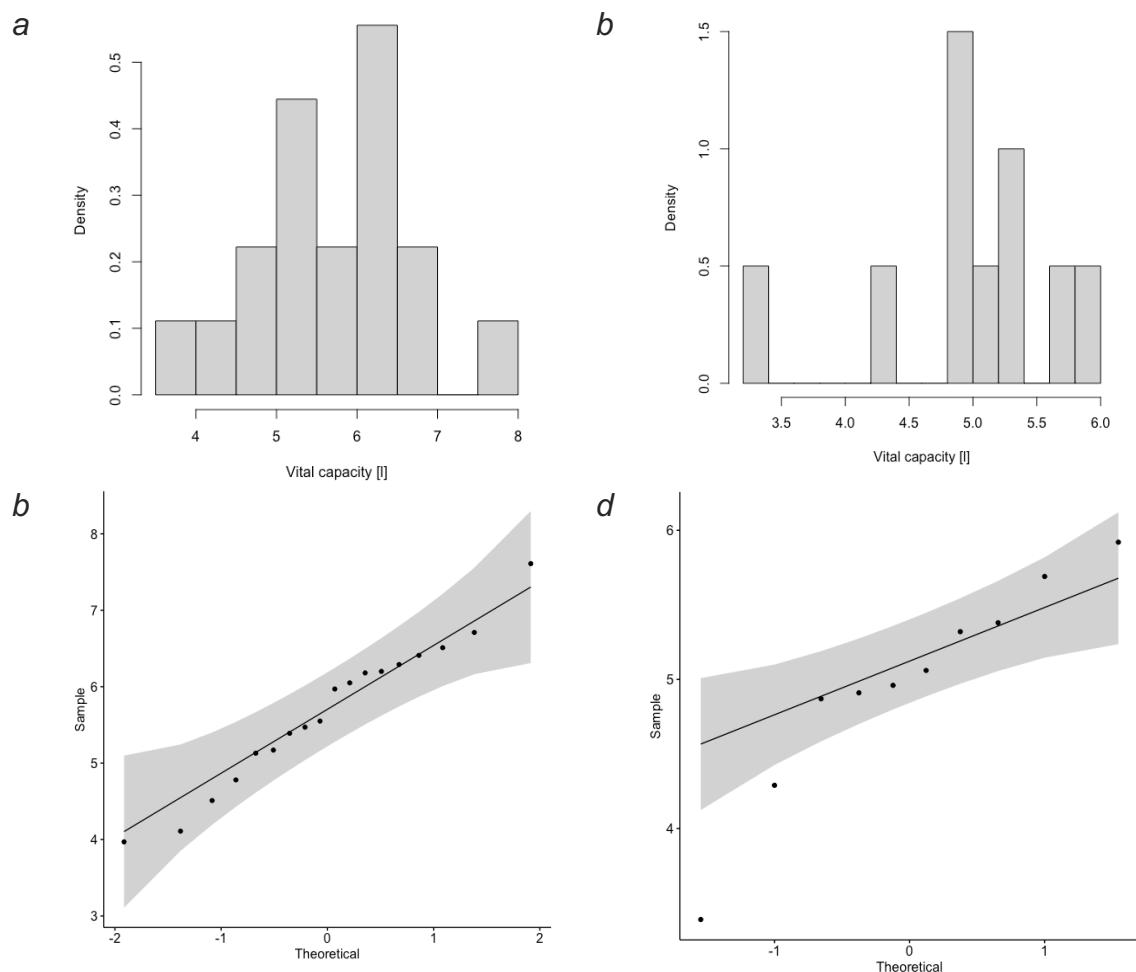 a
0.5
0.4
0.3
0.2
0.1
0.0
Density
4 5 6 7 8
Vital capacity [l]
b
1.5
1.0
0.5
0.0
Density
3.5 4.0 4.5 5.0 5.5 6.0
Vital capacity [l]
b
8
7
6
5
4
3
Sample
-2 -1 0 1 2
Theoretical
d
6
5
4
Sample
-1 0 1
Theoretical